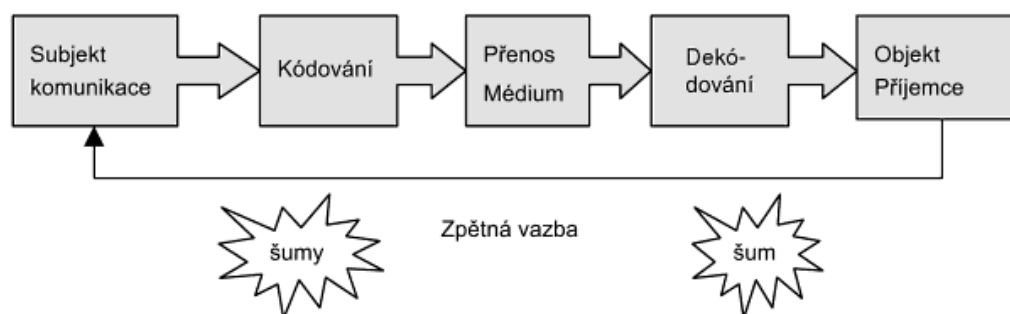 Subjekt
komunikace
Kódování
Přenos
Médium
Dekó-
dování
Objekt
Příjemce
šumy
Zpětná vazba
šum